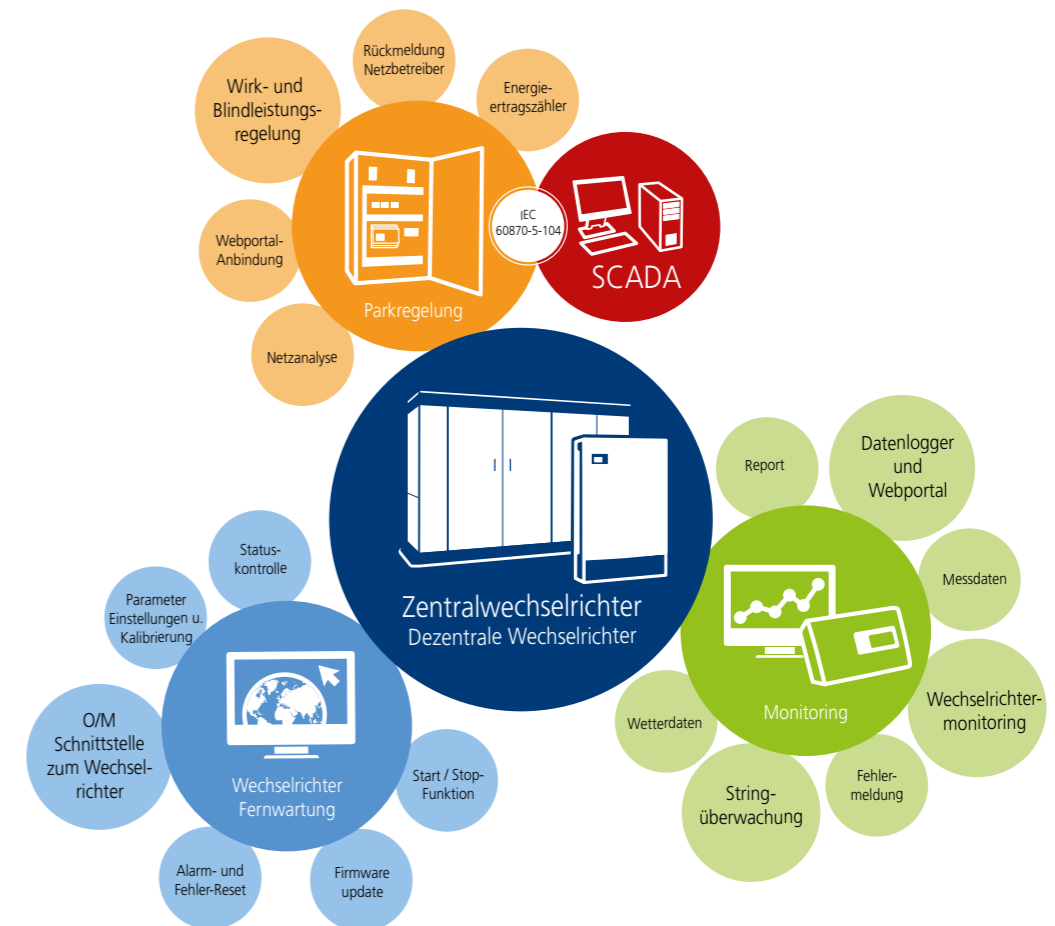 Rückmeldung
Netzbetreiber
Wirk- und
Blindleistungs-
regelung
Energie-
ertragszähler
IEC
60870-5-104
SCADA
Webportal-
Anbindung
Parkregelung
Netzanalyse
Zentralwechselrichter
Dezentrale Wechselrichter
Report
Datenlogger
und
Webportal
Messdaten
Wechselrichter-
monitoring
Monitoring
Wetterdaten
Fehler-
meldung
String-
überwachung
Status-
kontrolle
Parameter
Einstellungen u.
Kalibrierung
O/M
Schnittstelle
zum Wechsel-
richter
Wechselrichter
Fernwartung
Start / Stop-
Funktion
Alarm- und
Fehler-Reset
Firmware
update